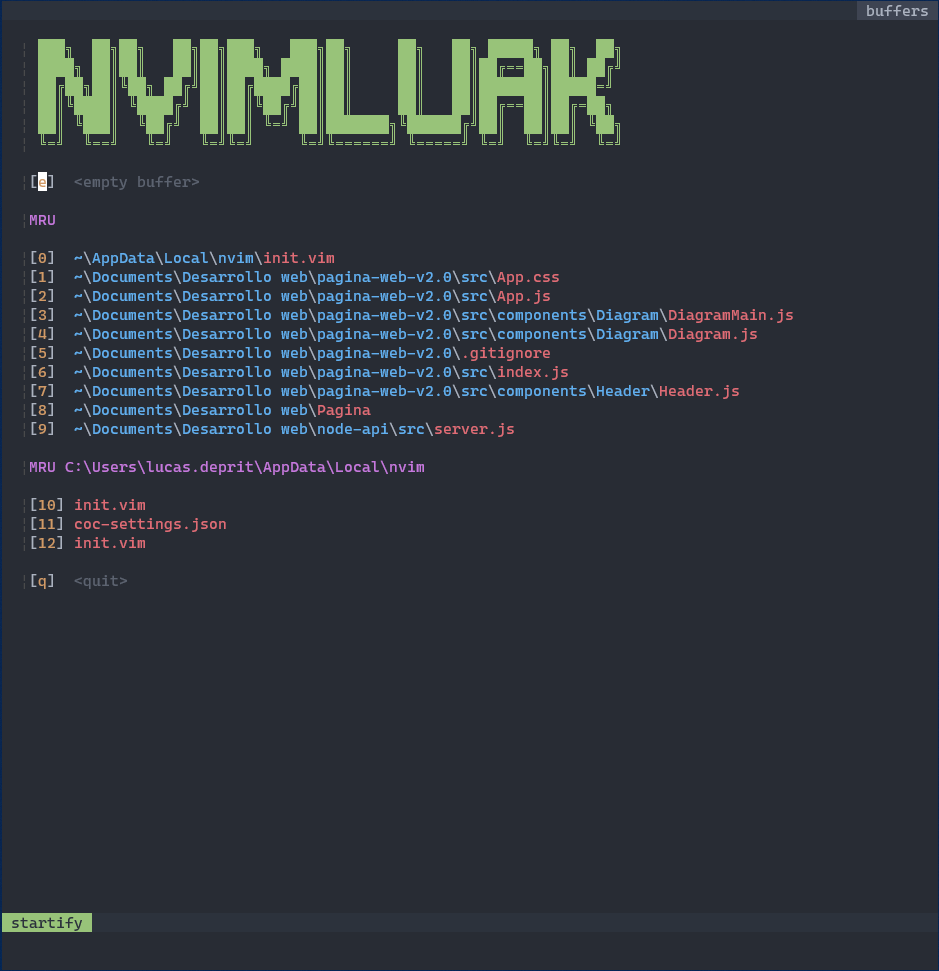 buffers
NVIMLUAK
[e] <empty buffer>
MRU
[0] ~\AppData\Local\nvim\init.vim
[1] ~\Documents\Desarrollo web\pagina-web-v2.0\src\App.css
[2] ~\Documents\Desarrollo web\pagina-web-v2.0\src\App.js
[3] ~\Documents\Desarrollo web\pagina-web-v2.0\src\components\Diagram\DiagramMain.js
[4] ~\Documents\Desarrollo web\pagina-web-v2.0\src\components\Diagram\Diagram.js
[5] ~\Documents\Desarrollo web\pagina-web-v2.0\.gitignore
[6] ~\Documents\Desarrollo web\pagina-web-v2.0\src\index.js
[7] ~\Documents\Desarrollo web\pagina-web-v2.0\src\components\Header\Header.js
[8] ~\Documents\Desarrollo web\Pagina
[9] ~\Documents\Desarrollo web\node-api\src\server.js
MRU C:\Users\lucas.deprit\AppData\Local\nvim
[10] init.vim
[11] coc-settings.json
[12] init.vim
[q] <quit>
startify